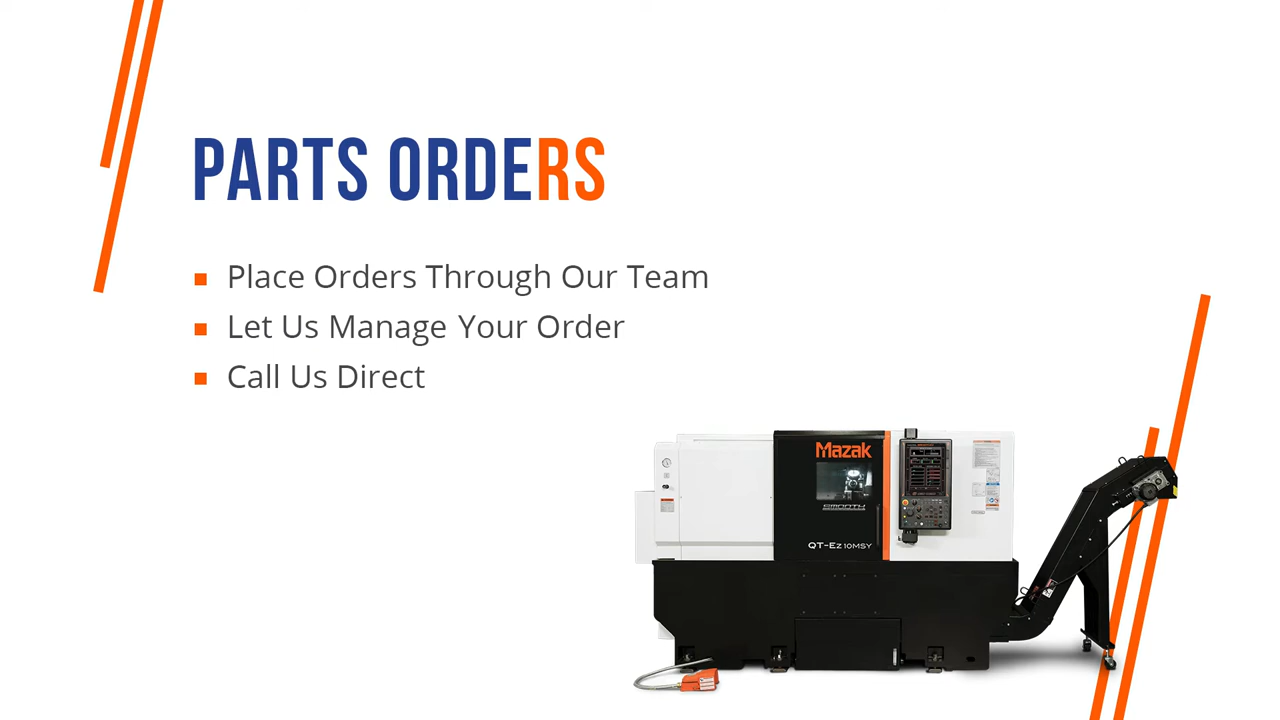 PARTS ORDERS
Place Orders Through Our Team
Let Us Manage Your Order
Call Us Direct
Mazak
SMOOTH
QT-Ez 10MSY